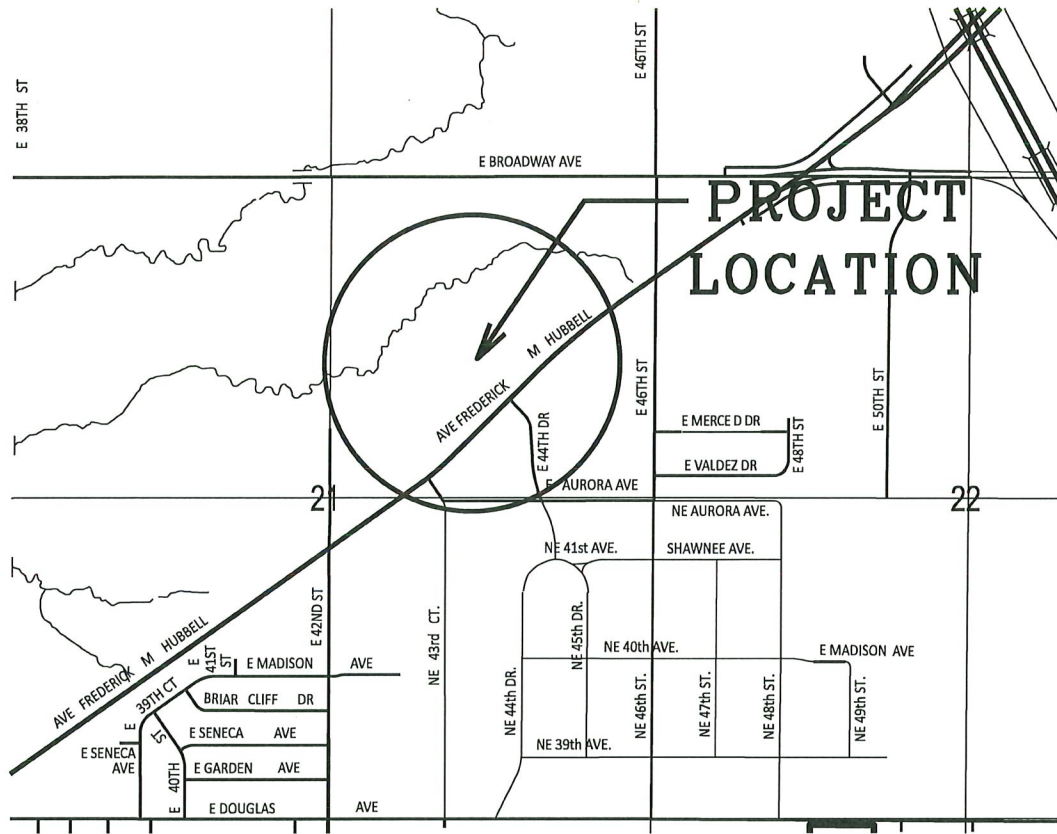 E 38TH ST
E 46TH ST
E BROADWAY AVE
PROJECT
LOCATION
AVE FREDERICK M HUBBELL
E 46TH ST
E 50TH ST
E MERCE D DR
E 48TH ST
E VALDEZ DR
E 44TH DR
E AURORA AVE
21
22
NE AURORA AVE.
NE 41st AVE.
SHAWNEE AVE.
E 42ND ST
NE 43rd CT.
NE 45th DR.
NE 40th AVE.
E MADISON AVE
AVE FREDERICK M HUBBELL
E 41ST ST
E MADISON AVE
E 39TH CT
BRIAR CLIFF DR
NE 44th DR.
NE 46th ST.
NE 47th ST.
NE 48th ST.
NE 49th ST.
E SENECA AVE
E SENECA AVE
NE 39th AVE.
E 40TH ST
E GARDEN AVE
E DOUGLAS AVE